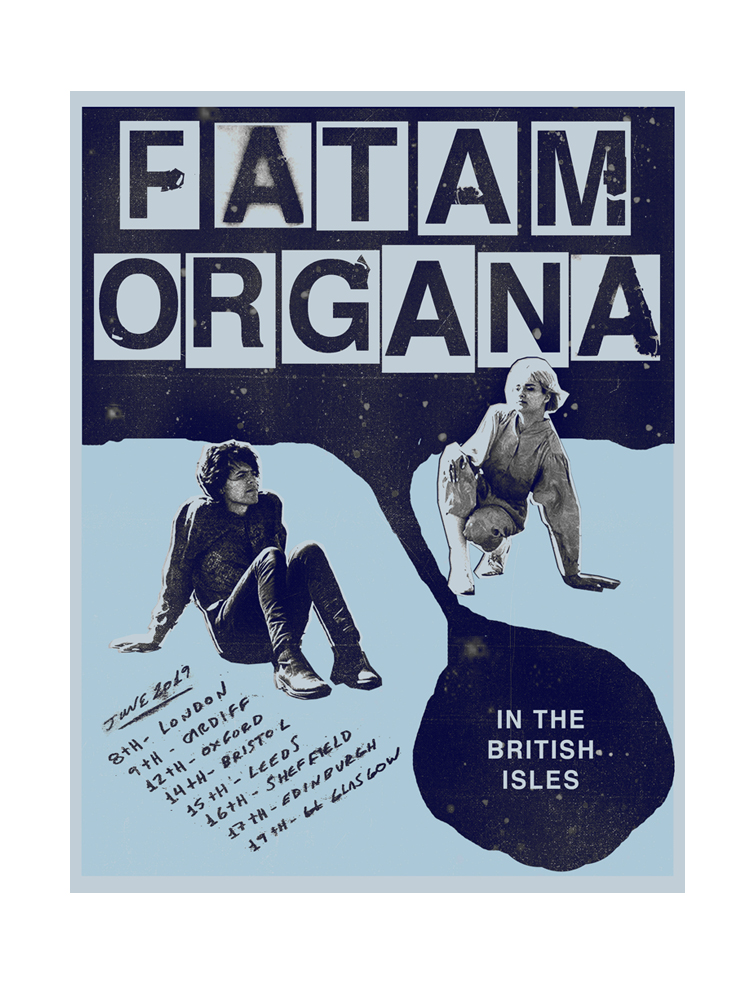 FATAM
ORGANA
IN THE
BRITISH
ISLES
JUNE 2019
8TH - LONDON
9TH - CARDIFF
12TH - OXFORD
14TH - BRISTOL
15TH - LEEDS
16TH - SHEFFIELD
17TH - EDINBURGH
19TH - GLASGOW